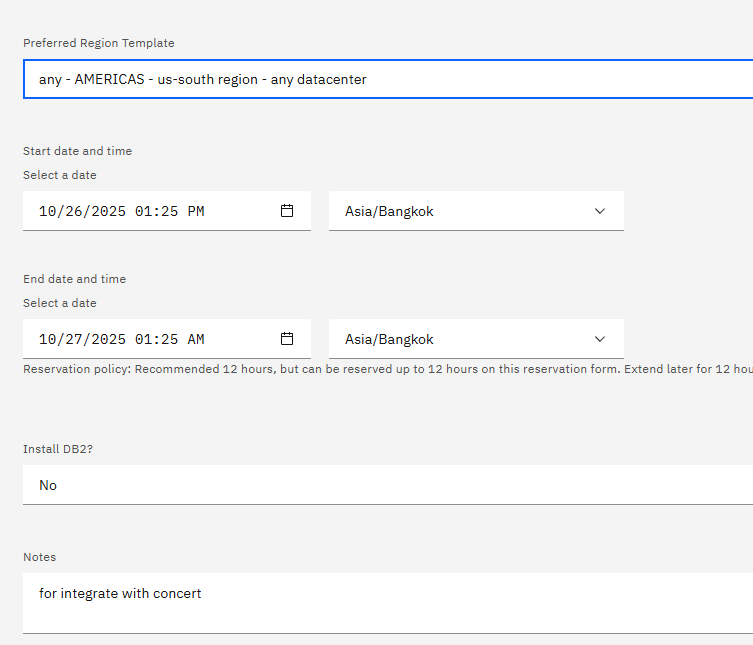 Preferred Region Template
any - AMERICAS - us-south region - any datacenter
Start date and time
Select a date
10/26/2025 01:25 PM
Asia/Bangkok
End date and time
Select a date
10/27/2025 01:25 AM
Asia/Bangkok
Reservation policy: Recommended 12 hours, but can be reserved up to 12 hours on this reservation form. Extend later for 12
Install DB2?
No
Notes
for integrate with concert